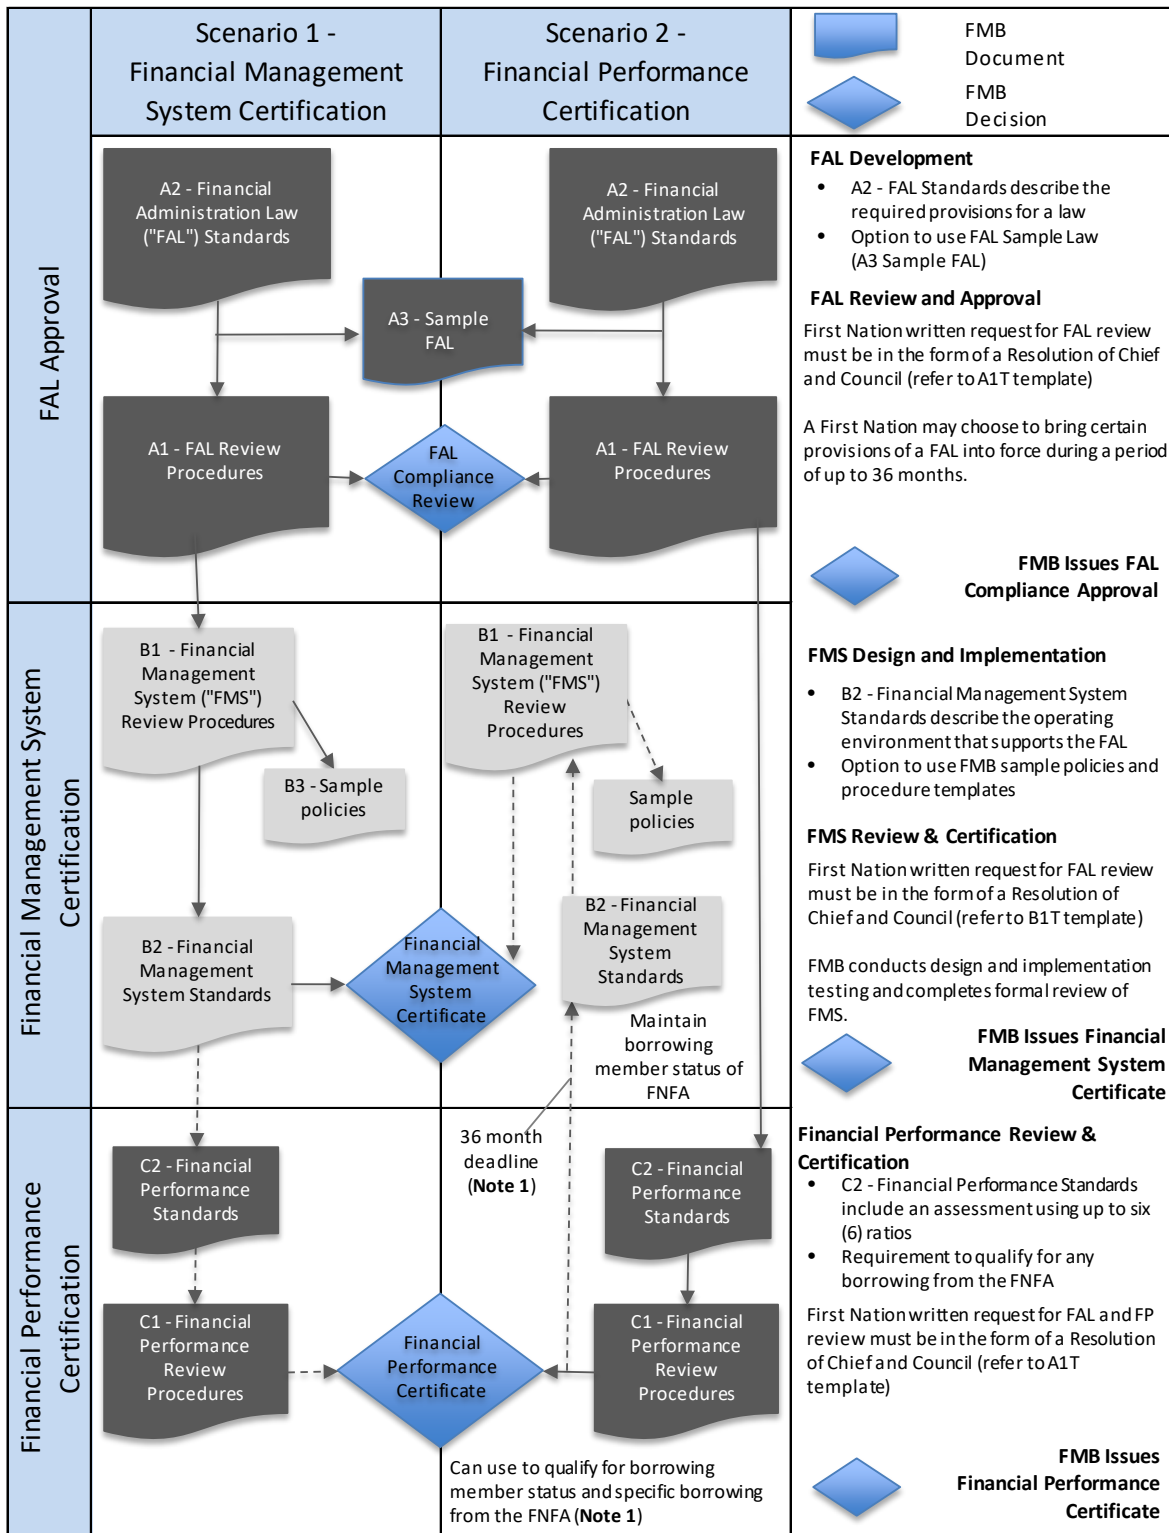 Scenario 1 -
Financial Management
System Certification
Scenario 2 -
Financial Performance
Certification
FMB
Document
FMB
Decision
FAL Approval
A2 - Financial
Administration Law
("FAL") Standards
A2 - Financial
Administration Law
("FAL") Standards
A3 - Sample
FAL
A1 - FAL Review
Procedures
FAL
Compliance
Review
A1 - FAL Review
Procedures
FAL Development
• A2 - FAL Standards describe the
required provisions for a law
• Option to use FAL Sample Law
(A3 Sample FAL)
FAL Review and Approval
First Nation written request for FAL review
must be in the form of a Resolution of Chief
and Council (refer to A1T template)
A First Nation may choose to bring certain
provisions of a FAL into force during a period
of up to 36 months.
FMB Issues FAL
Compliance Approval
Financial Management System
Certification
B1 - Financial
Management
System ("FMS")
Review Procedures
B3 - Sample
policies
B2 - Financial
Management
System Standards
Financial
Management
System
Certificate
B1 - Financial
Management
System ("FMS")
Review
Procedures
Sample
policies
B2 - Financial
Management
System
Standards
Maintain
borrowing
member status of
FNFA
FMS Design and Implementation
• B2 - Financial Management System
Standards describe the operating
environment that supports the FAL
• Option to use FMB sample policies and
procedure templates
FMS Review & Certification
First Nation written request for FAL review
must be in the form of a Resolution of
Chief and Council (refer to B1T template)
FMB conducts design and implementation
testing and completes formal review of
FMS.
FMB Issues Financial
Management System
Certificate
Financial Performance
Certification
C2 - Financial
Performance
Standards
C1 - Financial
Performance
Review
Procedures
36 month
deadline
(Note 1)
Financial
Performance
Certificate
C2 - Financial
Performance
Standards
C1 - Financial
Performance
Review
Procedures
Can use to qualify for borrowing
member status and specific borrowing
from the FNFA (Note 1)
Financial Performance Review &
Certification
• C2 - Financial Performance Standards
include an assessment using up to six
(6) ratios
• Requirement to qualify for any
borrowing from the FNFA
First Nation written request for FAL and FP
review must be in the form of a Resolution
of Chief and Council (refer to A1T
template)
FMB Issues
Financial Performance
Certificate